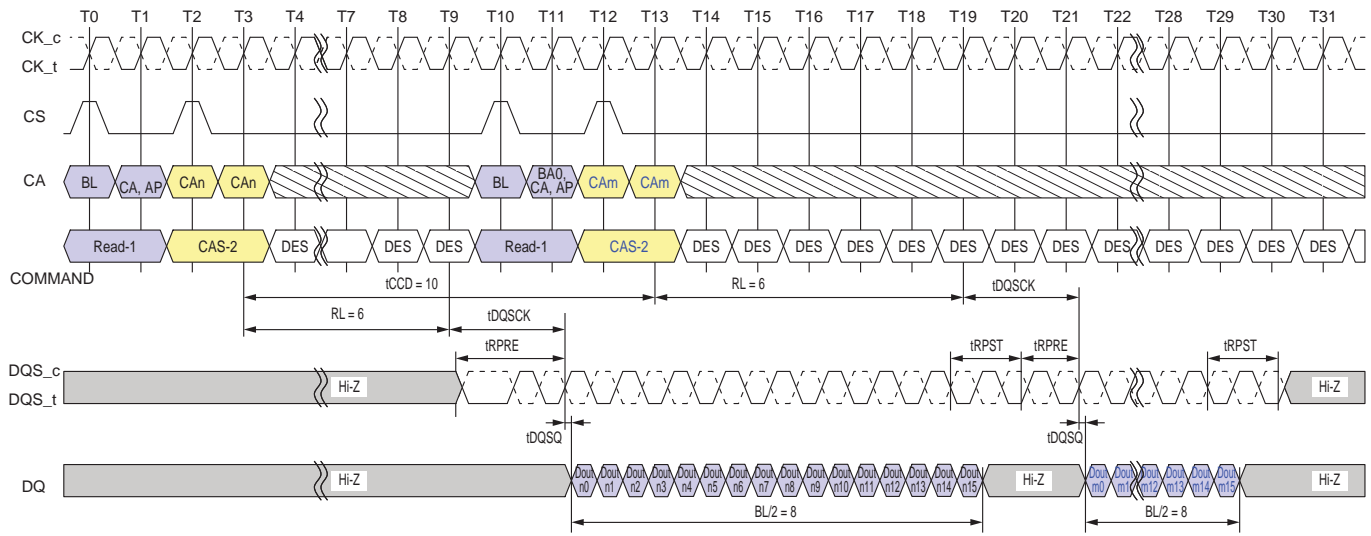 T0 T1 T2 T3 T4 T7 T8 T9 T10 T11 T12 T13 T14 T15 T16 T17 T18 T19 T20 T21 T22 T28 T29 T30 T31
CK_c
CK_t
CS
CA BL CA, AP CAn CAn BL BA0, CA, AP CAm CAm
Read-1 CAS-2 DES DES DES Read-1 CAS-2 DES DES DES DES DES DES DES DES DES DES DES DES DES
COMMAND
tCCD = 10 RL = 6 tDQSCK
RL = 6 tDQSCK
tRPRE tRPST tRPRE tRPST
DQS_c
DQS_t
Hi-Z Hi-Z
tDQSQ tDQSQ
DQ Hi-Z Dout n0 Dout n1 Dout n2 Dout n3 Dout n4 Dout n5 Dout n6 Dout n7 Dout n8 Dout n9 Dout n10 Dout n11 Dout n12 Dout n13 Dout n14 Dout n15 Hi-Z Dout m0 Dout m1 Dout m12 Dout m13 Dout m14 Dout m15 Hi-Z
BL/2 = 8 BL/2 = 8